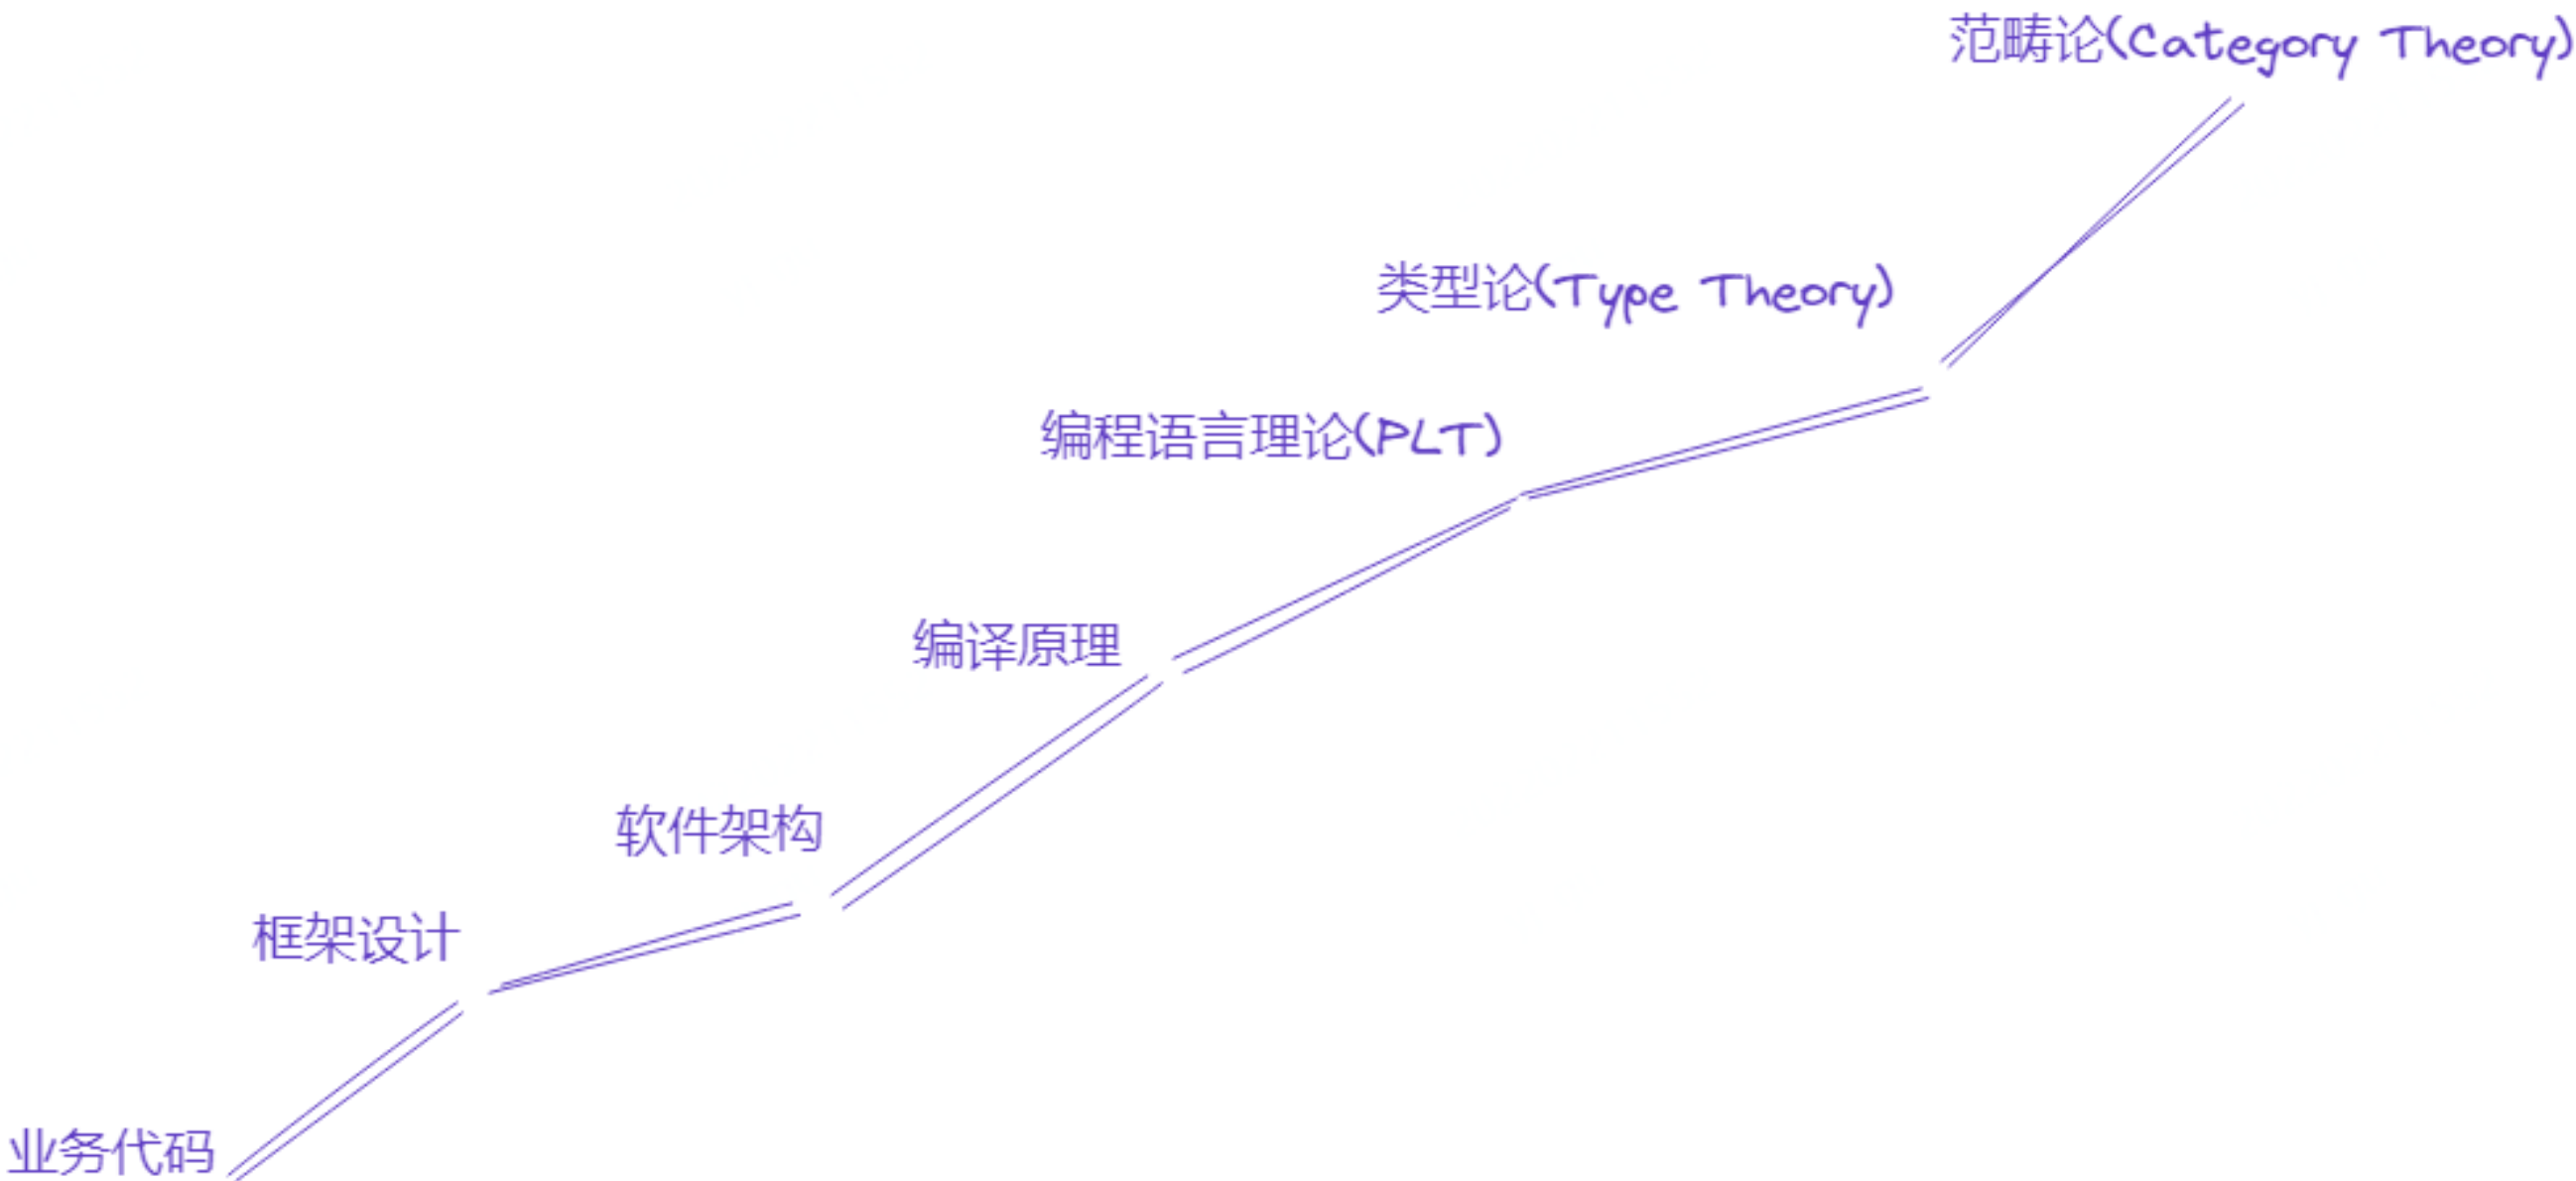 范畴论(Category Theory)
类型论(Type Theory)
编程语言理论(PLT)
编译原理
软件架构
框架设计
业务代码